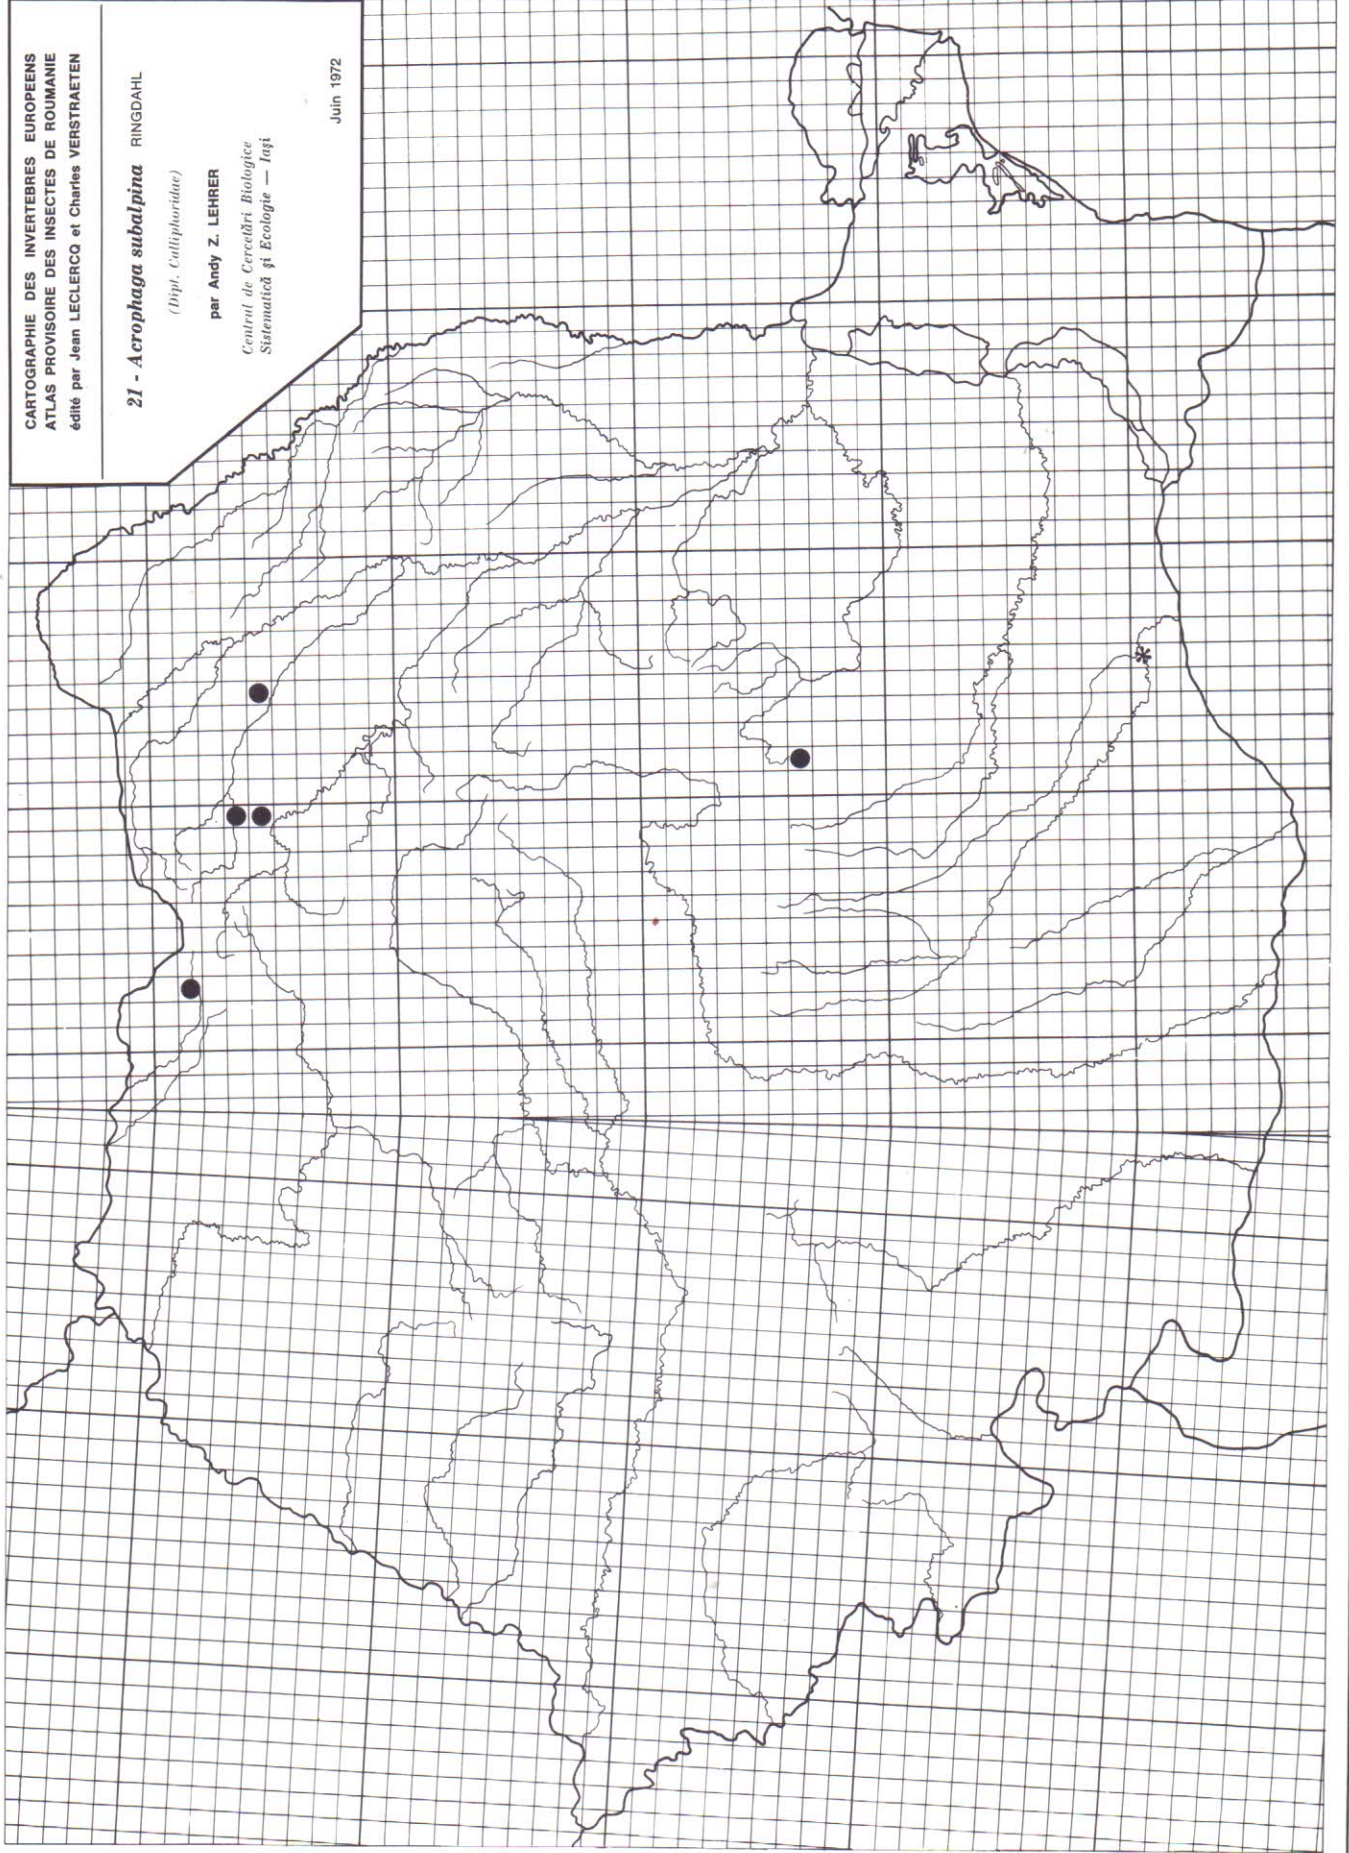 CARTOGRAPHIE DES INVERTEBRES EUROPEENS
ATLAS PROVISOIRE DES INSECTES DE ROUMANIE
édité par Jean LECLERCQ et Charles VERSTRAETEN
21 - Acrophaga subalpina RINGDAHL
(Dipt. Calliphoridae)
par Andy Z. LEHRER
Centrul de Cercetări Biologice
Sistematică şi Ecologie — Iaşi
Juin 1972